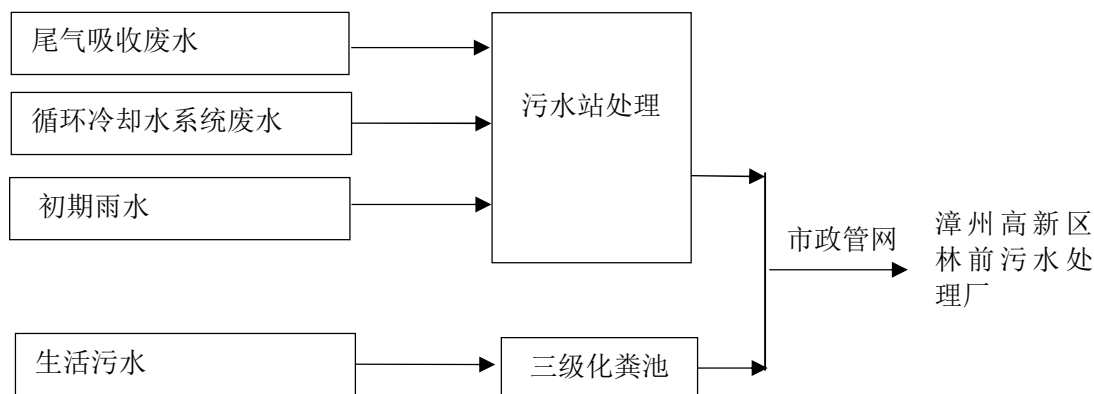 尾气吸收废水
循环冷却水系统废水
污水站处理
初期雨水
市政管网
漳州高新区
林前污水处
理厂
生活污水
三级化粪池